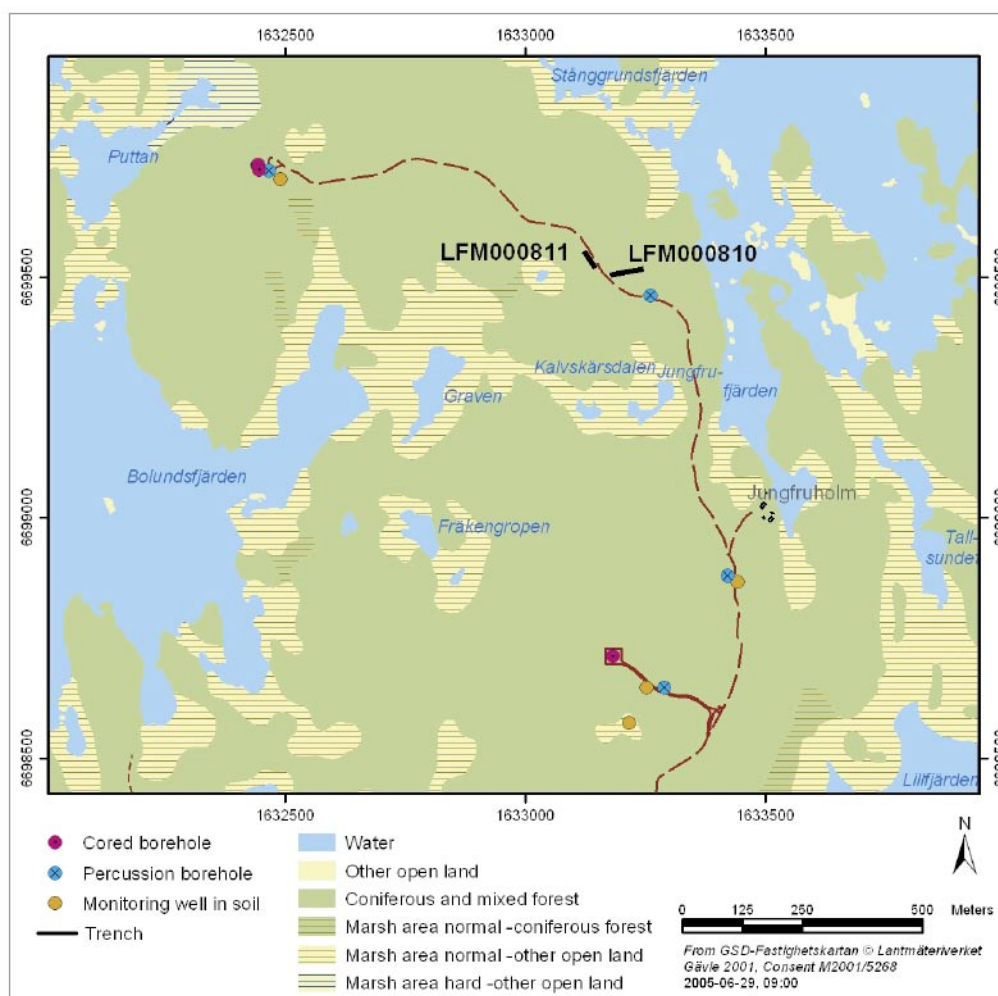 1632500 1633000 1633500
Stånggrundsfjärden
Puttan
LFM000811 LFM000810
6699500
Kalvskärsdalen Jungfru-
fjärden
Graven
Bolundsfjärden
Jungfruholm
6699000
Fräkengropen
Tall-
sundet
6698500
Lillfjärden
1632500 1633000 1633500
Cored borehole
Percussion borehole
Monitoring well in soil
Trench
Water
Other open land
Coniferous and mixed forest
Marsh area normal -coniferous forest
Marsh area normal -other open land
Marsh area hard -other open land
N
0 125 250 500 Meters
From GSD-Fastighetskartan © Lantmäteriverket
Gävle 2001, Consent M2001/5268
2005-06-29, 09:00